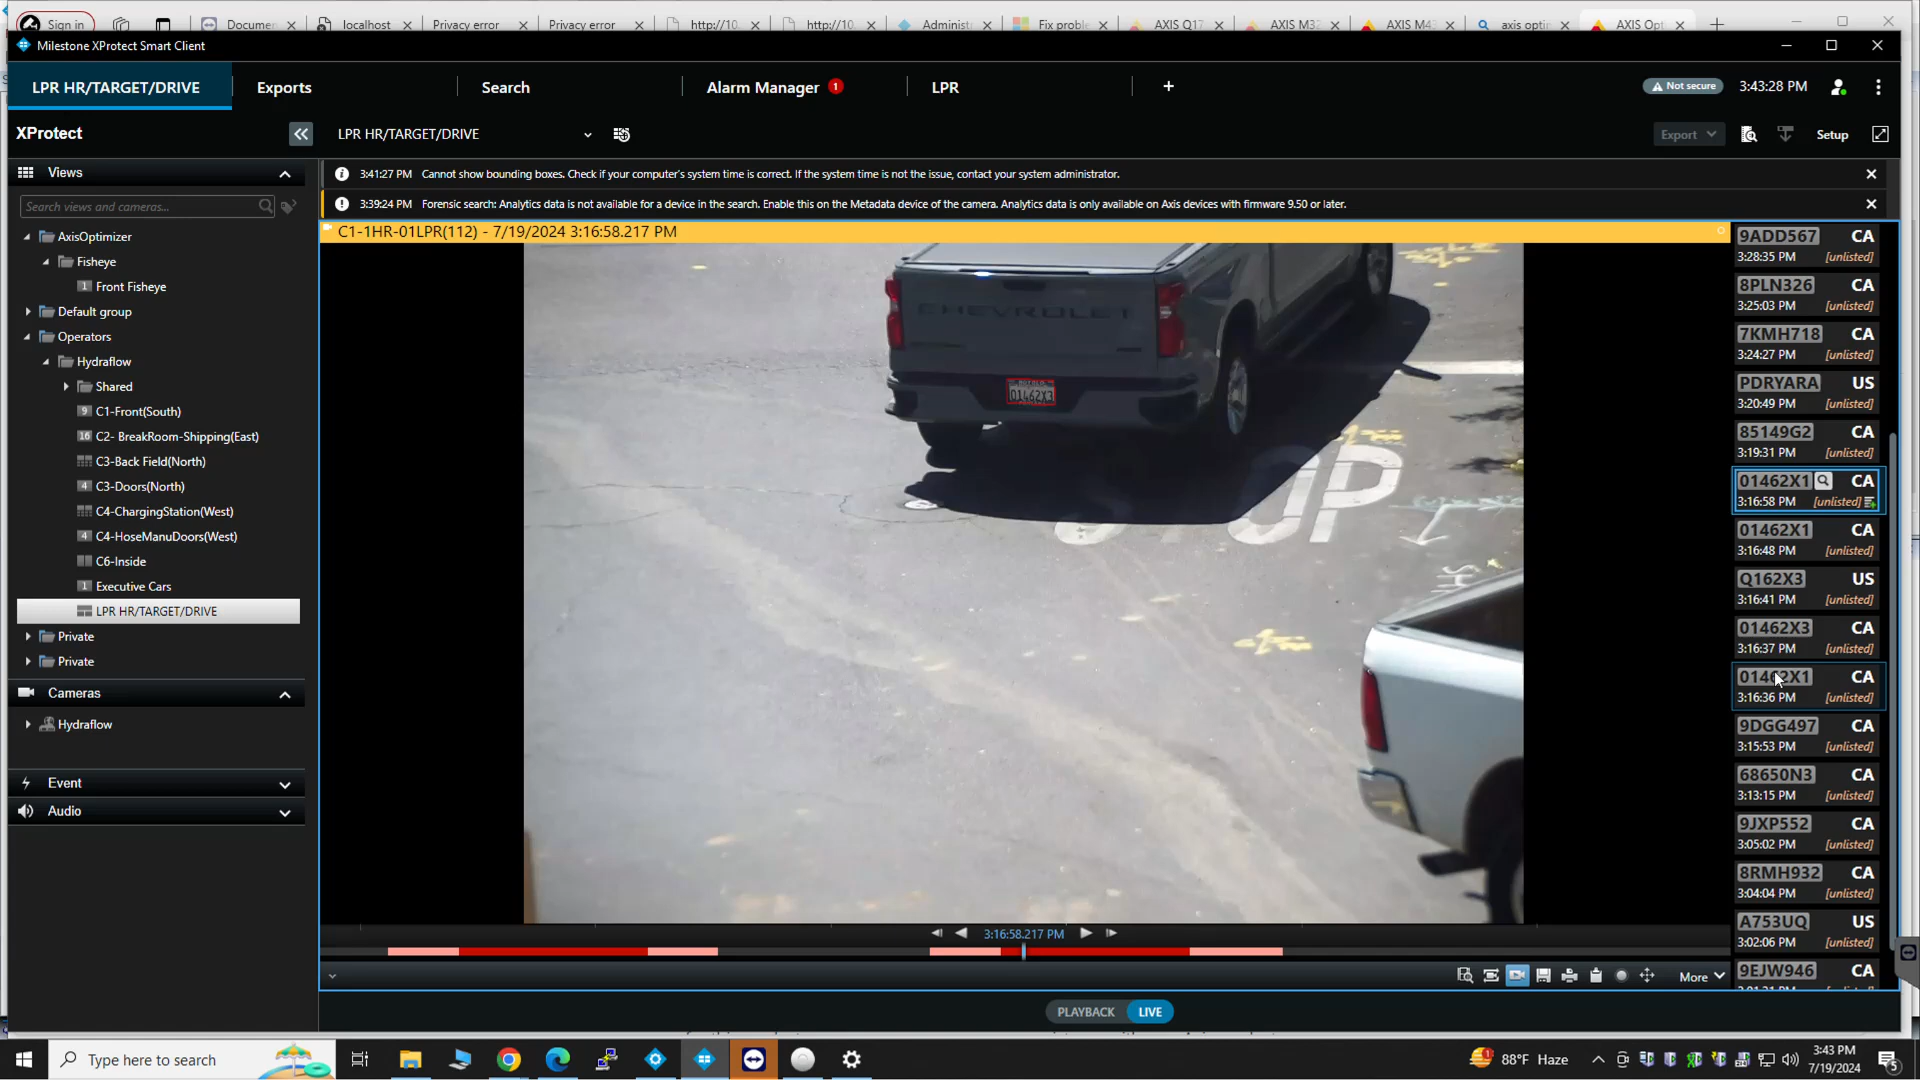 Sign in
Documen
localhost
Privacy error
Privacy error
http://10.
http://10.
Administ
Fix proble
AXIS Q17
AXIS M32
AXIS M43
axis optim
AXIS Opt
Milestone XProtect Smart Client
LPR HR/TARGET/DRIVE
Exports
Search
Alarm Manager 1
LPR
Not secure
3:43:28 PM
XProtect
LPR HR/TARGET/DRIVE
Export
Setup
Views
3:41:27 PM Cannot show bounding boxes. Check if your computer's system time is correct. If the system time is not the issue, contact your system administrator.
3:39:24 PM Forensic search: Analytics data is not available for a device in the search. Enable this on the Metadata device of the camera. Analytics data is only available on Axis devices with firmware 9.50 or later.
Search views and cameras...
AxisOptimizer
Fisheye
1 Front Fisheye
Default group
Operators
Hydraflow
Shared
9 C1-Front(South)
16 C2- BreakRoom-Shipping(East)
C3-Back Field(North)
4 C3-Doors(North)
C4-ChargingStation(West)
4 C4-HoseManuDoors(West)
C6-Inside
1 Executive Cars
LPR HR/TARGET/DRIVE
Private
Private
Cameras
Hydraflow
Event
Audio
C1-1HR-01LPR(112) - 7/19/2024 3:16:58.217 PM
CHEVROLET
01462X3
STOP
9ADD567 CA
3:28:35 PM [unlisted]
8PLN326 CA
3:25:03 PM [unlisted]
7KMH718 CA
3:24:27 PM [unlisted]
PDRYARA US
3:20:49 PM [unlisted]
85149G2 CA
3:19:31 PM [unlisted]
01462X1 CA
3:16:58 PM [unlisted]
01462X1 CA
3:16:48 PM [unlisted]
Q162X3 US
3:16:41 PM [unlisted]
01462X3 CA
3:16:37 PM [unlisted]
01462X1 CA
3:16:36 PM [unlisted]
9DGG497 CA
3:15:53 PM [unlisted]
68650N3 CA
3:13:15 PM [unlisted]
9JXP552 CA
3:05:02 PM [unlisted]
8RMH932 CA
3:04:04 PM [unlisted]
A753UQ US
3:02:06 PM [unlisted]
9EJW946 CA
3:16:58.217 PM
More
PLAYBACK LIVE
Type here to search
88°F Haze
3:43 PM
7/19/2024
5